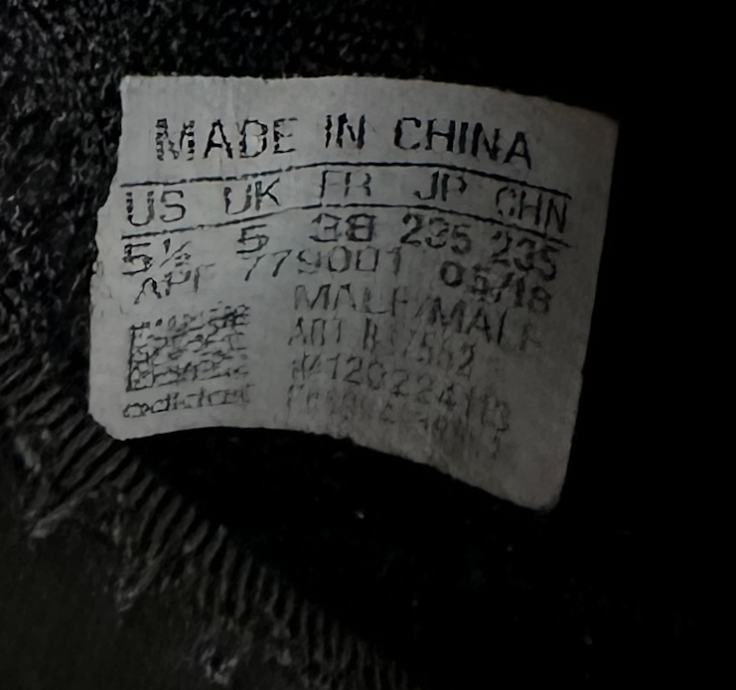 MADE IN CHINA
US UK FR JP CHN
5½ 5 38 235 235
APF 779001 05/18
MALE/MALE
ART
adidas